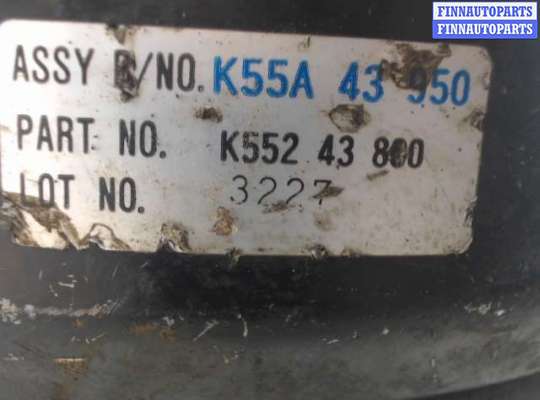 FINNAUTOPARTS
FINNAUTOPARTS
ASSY P/NO. K55A 43 950
PART NO. K552 43 800
LOT NO. 3227